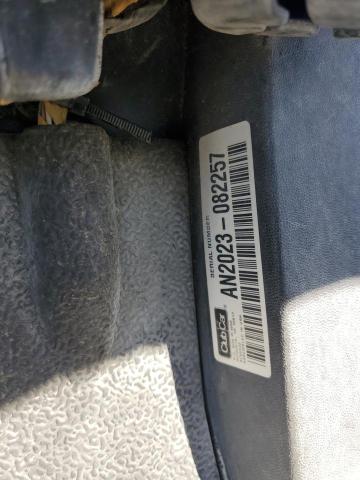 SERIAL NUMBER
AN2023-082257
Club Car